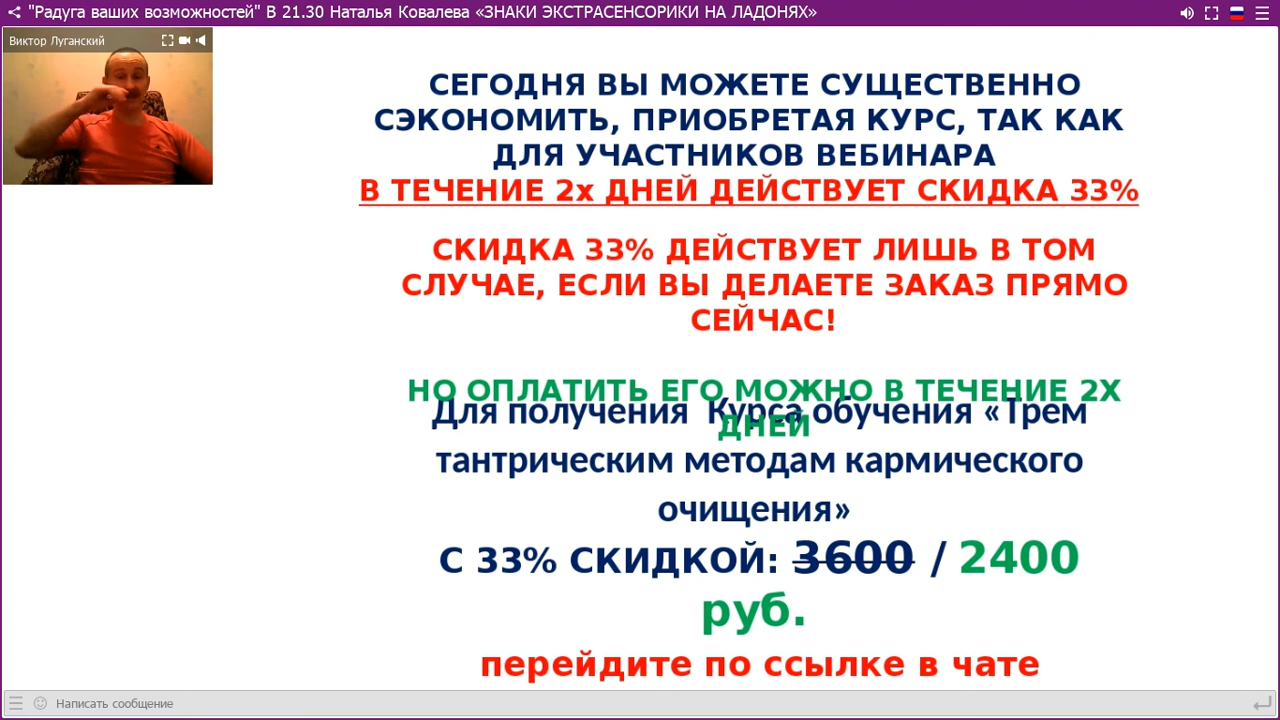 "Радуга ваших возможностей" В 21.30 Наталья Ковалева «ЗНАКИ ЭКСТРАСЕНСОРИКИ НА ЛАДОНЯХ»
Виктор Луганский
СЕГОДНЯ ВЫ МОЖЕТЕ СУЩЕСТВЕННО
СЭКОНОМИТЬ, ПРИОБРЕТАЯ КУРС, ТАК КАК
ДЛЯ УЧАСТНИКОВ ВЕБИНАРА
В ТЕЧЕНИЕ 2х ДНЕЙ ДЕЙСТВУЕТ СКИДКА 33%
СКИДКА 33% ДЕЙСТВУЕТ ЛИШЬ В ТОМ
СЛУЧАЕ, ЕСЛИ ВЫ ДЕЛАЕТЕ ЗАКАЗ ПРЯМО
СЕЙЧАС!
НО ОПЛАТИТЬ ЕГО МОЖНО В ТЕЧЕНИЕ 2Х
ДНЕЙ
Для получения Курса обучения «Трем
тантрическим методам кармического
очищения»
С 33% СКИДКОЙ: 3600 / 2400
руб.
перейдите по ссылке в чате
Написать сообщение